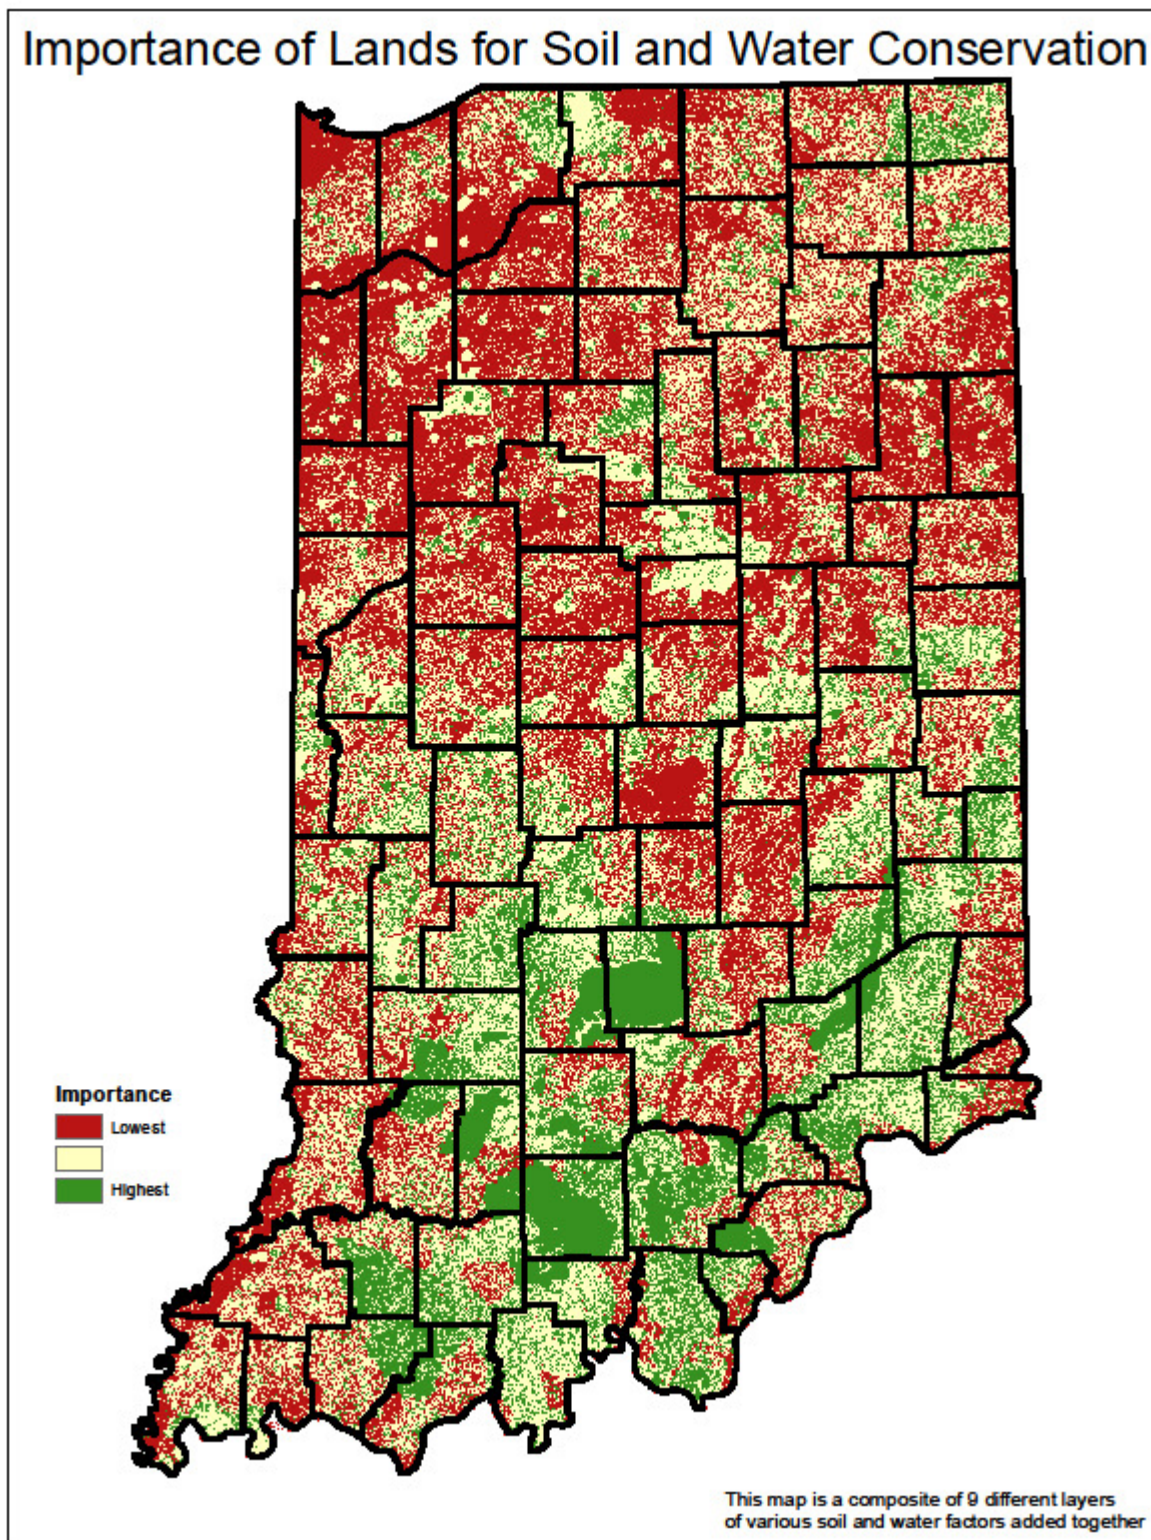 Importance of Lands for Soil and Water Conservation
Importance
Lowest
Highest
This map is a composite of 9 different layers
of various soil and water factors added together